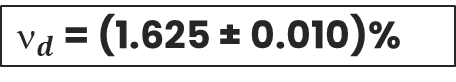 ν_d = (1.625 ± 0.010)%